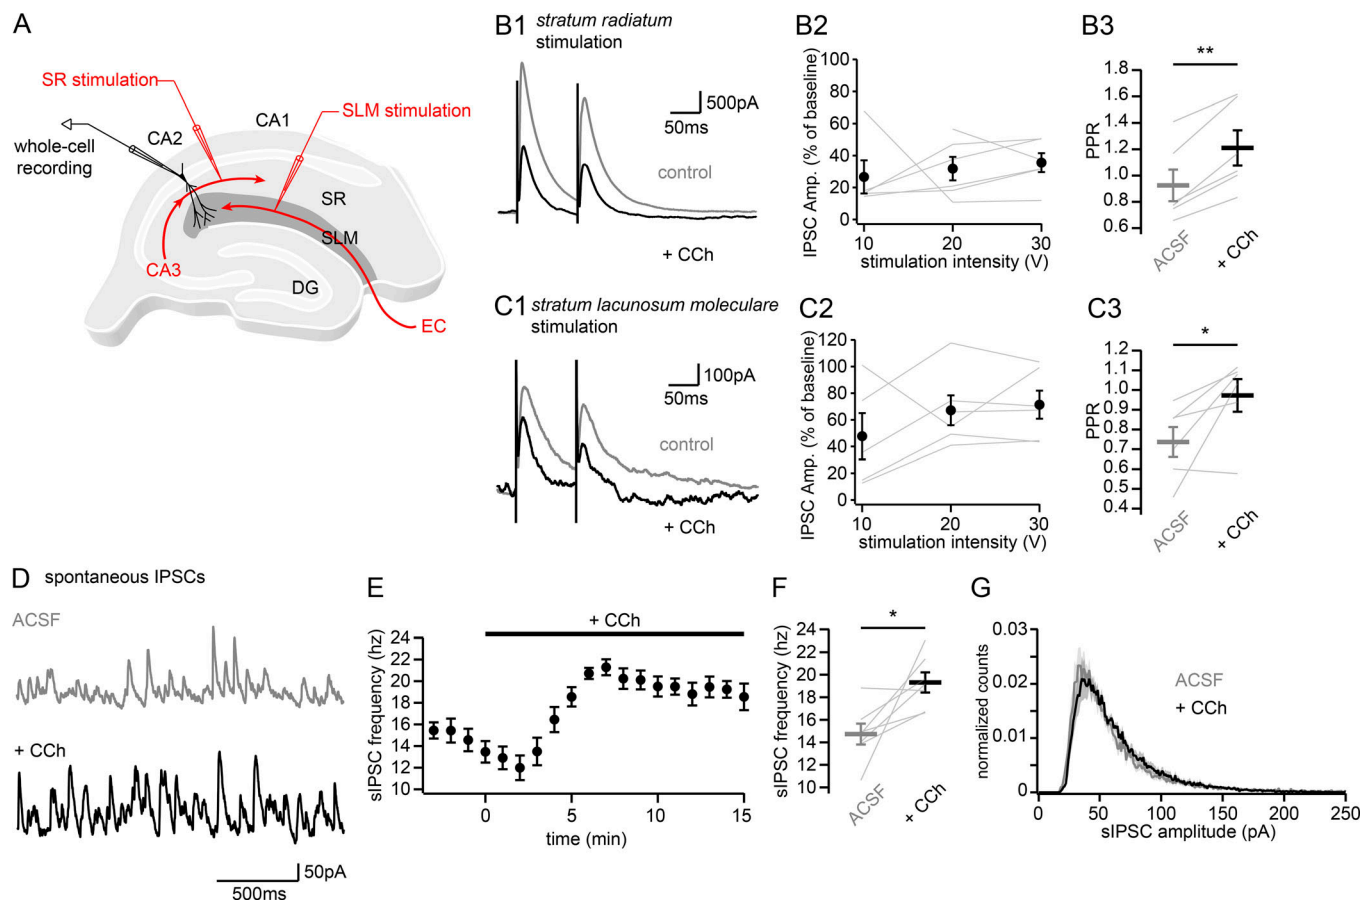 A
SR stimulation
SLM stimulation
whole-cell
recording
CA2
CA1
SR
SLM
CA3
DG
EC
B1 stratum radiatum
stimulation
500pA
50ms
control
+ CCh
B2
IPSC Amp. (% of baseline)
100
80
60
40
20
0
10
20
30
stimulation intensity (V)
B3
**
PPR
1.8
1.6
1.4
1.2
1.0
0.8
0.6
ACSF
+ CCh
C1 stratum lacunosum moleculare
stimulation
100pA
50ms
control
+ CCh
C2
IPSC Amp. (% of baseline)
120
100
80
60
40
20
0
10
20
30
stimulation intensity (V)
C3
*
PPR
1.2
1.1
1.0
0.9
0.8
0.7
0.6
0.5
0.4
ACSF
+ CCh
D spontaneous IPSCs
ACSF
+ CCh
50pA
500ms
E
+ CCh
sIPSC frequency (hz)
24
22
20
18
16
14
12
10
0
5
10
15
time (min)
F
*
sIPSC frequency (hz)
24
22
20
18
16
14
12
10
ACSF
+ CCh
G
normalized counts
0.03
0.02
0.01
0
ACSF
+ CCh
0
50
100
150
200
250
sIPSC amplitude (pA)